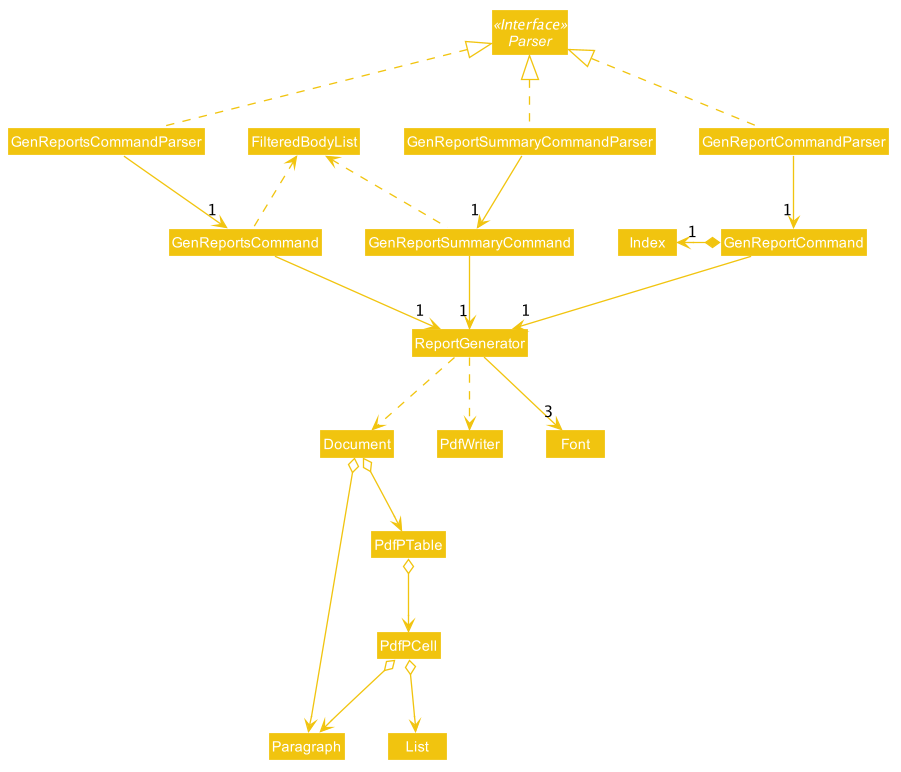 «Interface»
Parser
GenReportsCommandParser
FilteredBodyList
GenReportSummaryCommandParser
GenReportCommandParser
1
1
1
GenReportsCommand
GenReportSummaryCommand
Index
1
GenReportCommand
1
1
1
ReportGenerator
3
Document
PdfWriter
Font
PdfPTable
PdfPCell
Paragraph
List